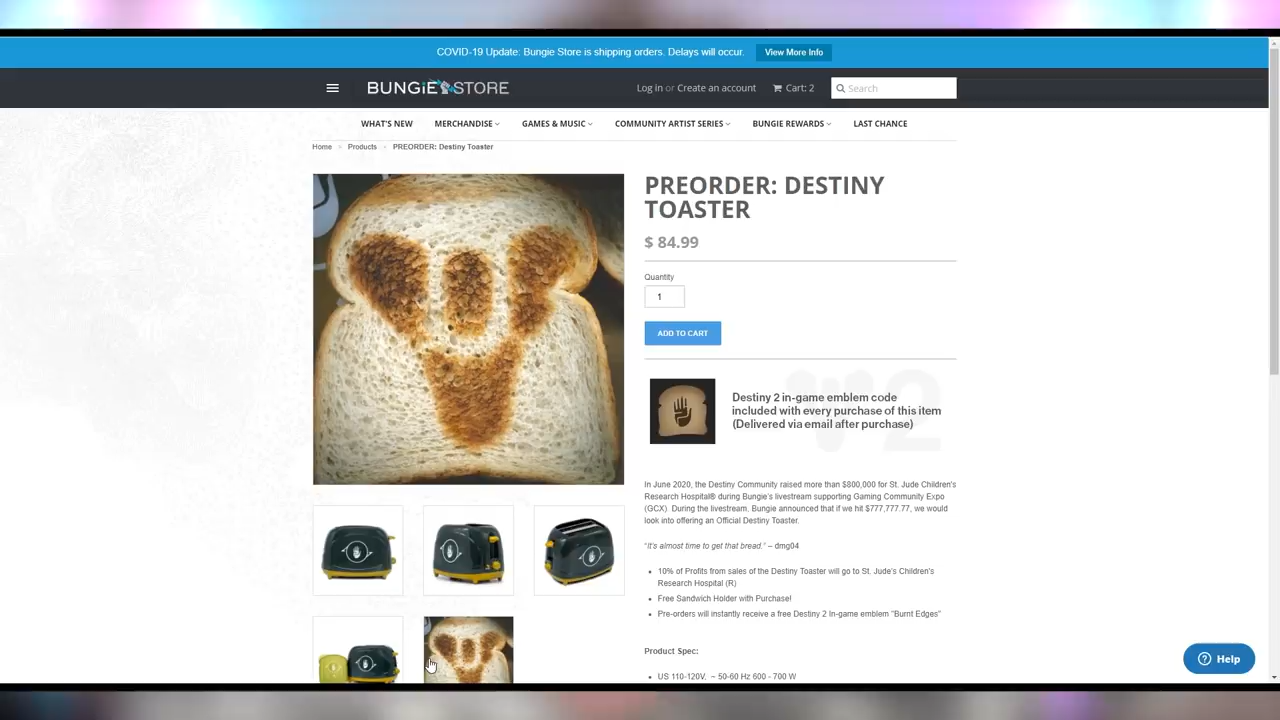 COVID-19 Update: Bungie Store is shipping orders. Delays will occur. View More Info
BUNGiE STORE
Log in or Create an account
Cart: 2
Search
WHAT'S NEW
MERCHANDISE
GAMES & MUSIC
COMMUNITY ARTIST SERIES
BUNGIE REWARDS
LAST CHANCE
Home
Products
PREORDER: Destiny Toaster
PREORDER: DESTINY
TOASTER
$ 84.99
Quantity
1
ADD TO CART
Destiny 2 in-game emblem code
included with every purchase of this item
(Delivered via email after purchase)
In June 2020, the Destiny Community raised more than $800,000 for St. Jude Children's
Research Hospital® during Bungie's livestream supporting Gaming Community Expo
(GCX). During the livestream. Bungie announced that if we hit $777,777.77, we would
look into offering an Official Destiny Toaster.
"It's almost time to get that bread." – dmg04
10% of Profits from sales of the Destiny Toaster will go to St. Jude's Children's
Research Hospital (R)
Free Sandwich Holder with Purchase!
Pre-orders will instantly receive a free Destiny 2 In-game emblem "Burnt Edges"
Product Spec:
US 110-120V, ~ 50-60 Hz 600 - 700 W
Help